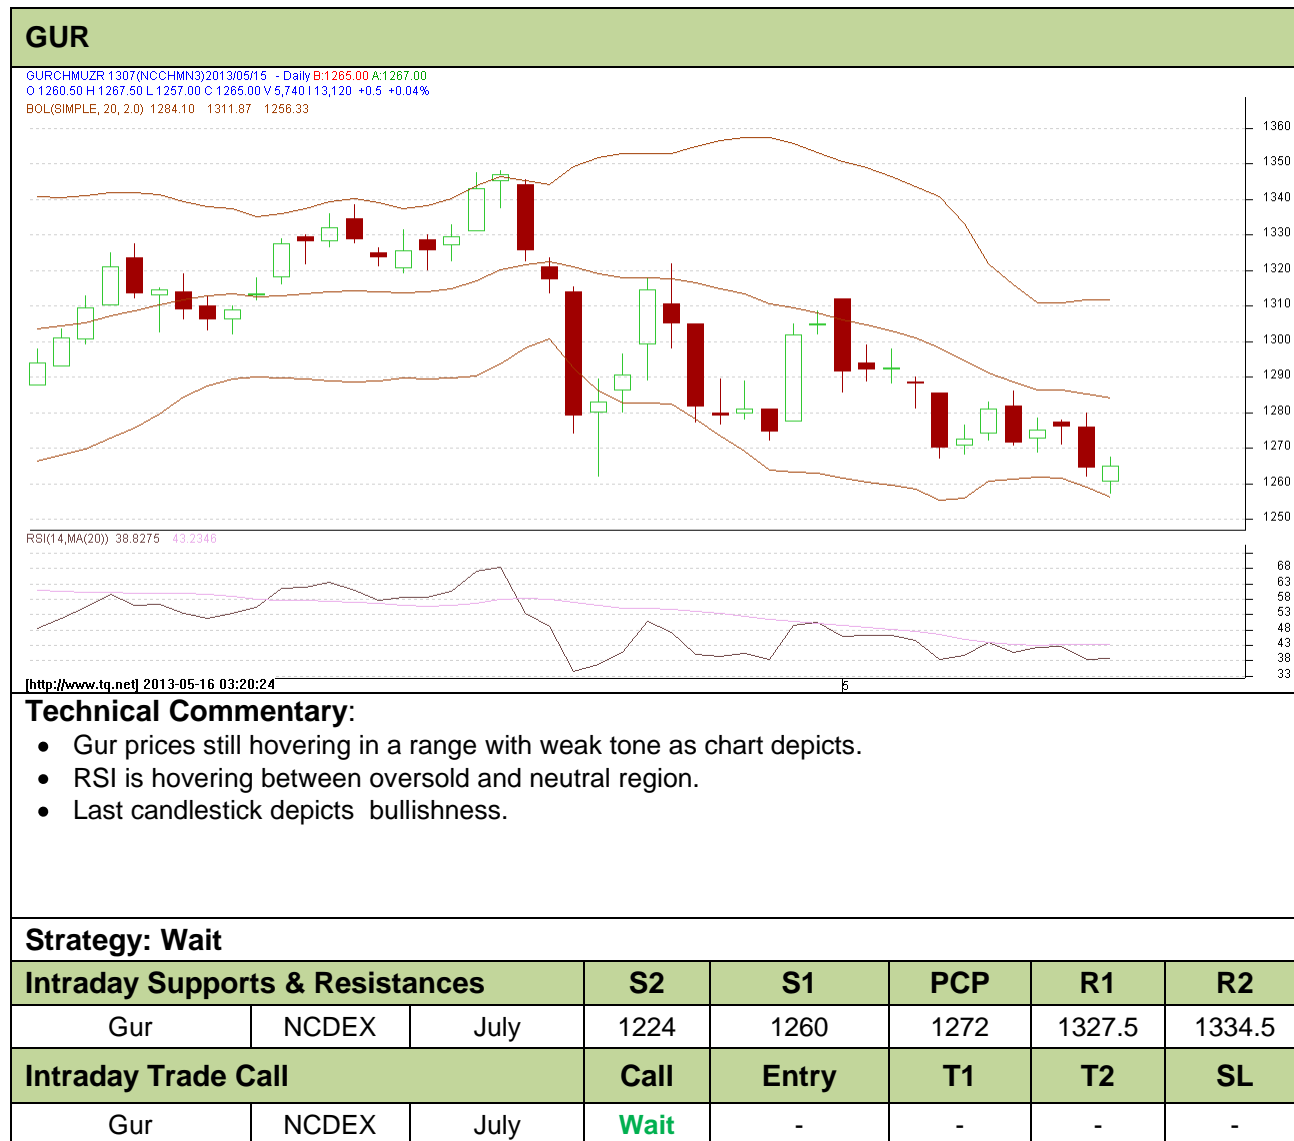 GUR
GURCHMUZR 1307(NCCHMN3)2013/05/15 - Daily B:1265.00 A:1267.00
O 1260.50 H 1267.50 L 1257.00 C 1265.00 V 5,740 I 13,120 +0.5 +0.04%
BOL(SIMPLE, 20, 2.0) 1284.10 1311.87 1256.33
1360
1350
1340
1330
1320
1310
1300
1290
1280
1270
1260
1250
RSI(14,MA(20)) 38.8275 43.2346
68
63
58
53
48
43
38
33
[http://www.tq.net] 2013-05-16 03:20:24
5
Technical Commentary:
• Gur prices still hovering in a range with weak tone as chart depicts.
• RSI is hovering between oversold and neutral region.
• Last candlestick depicts bullishness.
Strategy: Wait
Intraday Supports & Resistances S2 S1 PCP R1 R2
Gur NCDEX July 1224 1260 1272 1327.5 1334.5
Intraday Trade Call Call Entry T1 T2 SL
Gur NCDEX July Wait - - - -